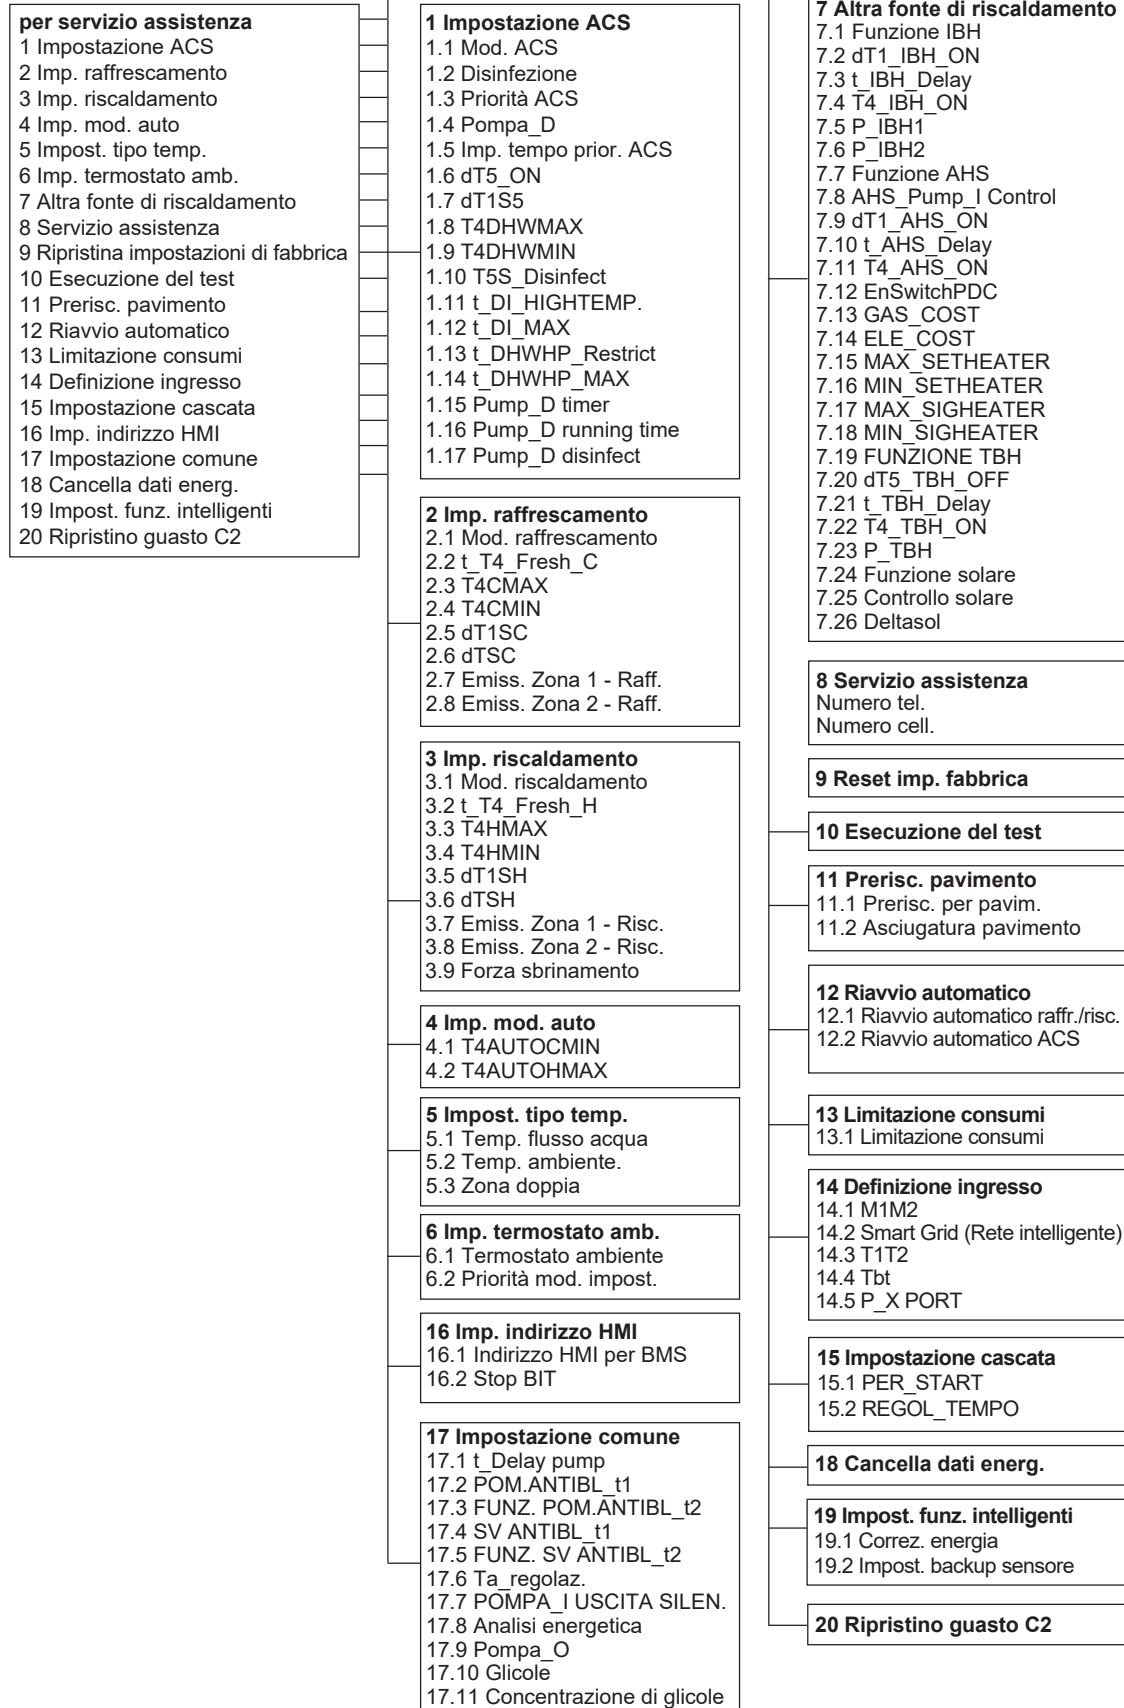 per servizio assistenza
1 Impostazione ACS
2 Imp. raffrescamento
3 Imp. riscaldamento
4 Imp. mod. auto
5 Impost. tipo temp.
6 Imp. termostato amb.
7 Altra fonte di riscaldamento
8 Servizio assistenza
9 Ripristina impostazioni di fabbrica
10 Esecuzione del test
11 Prerisc. pavimento
12 Riavvio automatico
13 Limitazione consumi
14 Definizione ingresso
15 Impostazione cascata
16 Imp. indirizzo HMI
17 Impostazione comune
18 Cancella dati energ.
19 Impost. funz. intelligenti
20 Ripristino guasto C2
1 Impostazione ACS
1.1 Mod. ACS
1.2 Disinfezione
1.3 Priorità ACS
1.4 Pompa_D
1.5 Imp. tempo prior. ACS
1.6 dT5_ON
1.7 dT1S5
1.8 T4DHWMAX
1.9 T4DHWMIN
1.10 T5S_Disinfect
1.11 t_DI_HIGHTEMP.
1.12 t_DI_MAX
1.13 t_DHWHP_Restrict
1.14 t_DHWHP_MAX
1.15 Pump_D timer
1.16 Pump_D running time
1.17 Pump_D disinfect
2 Imp. raffrescamento
2.1 Mod. raffrescamento
2.2 t_T4_Fresh_C
2.3 T4CMAX
2.4 T4CMIN
2.5 dT1SC
2.6 dTSC
2.7 Emiss. Zona 1 - Raff.
2.8 Emiss. Zona 2 - Raff.
3 Imp. riscaldamento
3.1 Mod. riscaldamento
3.2 t_T4_Fresh_H
3.3 T4HMAX
3.4 T4HMIN
3.5 dT1SH
3.6 dTSH
3.7 Emiss. Zona 1 - Risc.
3.8 Emiss. Zona 2 - Risc.
3.9 Forza sbrinamento
4 Imp. mod. auto
4.1 T4AUTOCMIN
4.2 T4AUTOHMAX
5 Impost. tipo temp.
5.1 Temp. flusso acqua
5.2 Temp. ambiente.
5.3 Zona doppia
6 Imp. termostato amb.
6.1 Termostato ambiente
6.2 Priorità mod. impost.
16 Imp. indirizzo HMI
16.1 Indirizzo HMI per BMS
16.2 Stop BIT
17 Impostazione comune
17.1 t_Delay pump
17.2 POM.ANTIBL_t1
17.3 FUNZ. POM.ANTIBL_t2
17.4 SV ANTIBL_t1
17.5 FUNZ. SV ANTIBL_t2
17.6 Ta_regolaz.
17.7 POMPA_I USCITA SILEN.
17.8 Analisi energetica
17.9 Pompa_O
17.10 Glicole
17.11 Concentrazione di glicole
7 Altra fonte di riscaldamento
7.1 Funzione IBH
7.2 dT1_IBH_ON
7.3 t_IBH_Delay
7.4 T4_IBH_ON
7.5 P_IBH1
7.6 P_IBH2
7.7 Funzione AHS
7.8 AHS_Pump_I Control
7.9 dT1_AHS_ON
7.10 t_AHS_Delay
7.11 T4_AHS_ON
7.12 EnSwitchPDC
7.13 GAS_COST
7.14 ELE_COST
7.15 MAX_SETHEATER
7.16 MIN_SETHEATER
7.17 MAX_SIGHEATER
7.18 MIN_SIGHEATER
7.19 FUNZIONE TBH
7.20 dT5_TBH_OFF
7.21 t_TBH_Delay
7.22 T4_TBH_ON
7.23 P_TBH
7.24 Funzione solare
7.25 Controllo solare
7.26 Deltasol
8 Servizio assistenza
Numero tel.
Numero cell.
9 Reset imp. fabbrica
10 Esecuzione del test
11 Prerisc. pavimento
11.1 Prerisc. per pavim.
11.2 Asciugatura pavimento
12 Riavvio automatico
12.1 Riavvio automatico raffr./risc.
12.2 Riavvio automatico ACS
13 Limitazione consumi
13.1 Limitazione consumi
14 Definizione ingresso
14.1 M1M2
14.2 Smart Grid (Rete intelligente)
14.3 T1T2
14.4 Tbt
14.5 P_X PORT
15 Impostazione cascata
15.1 PER_START
15.2 REGOL_TEMPO
18 Cancella dati energ.
19 Impost. funz. intelligenti
19.1 Correz. energia
19.2 Impost. backup sensore
20 Ripristino guasto C2